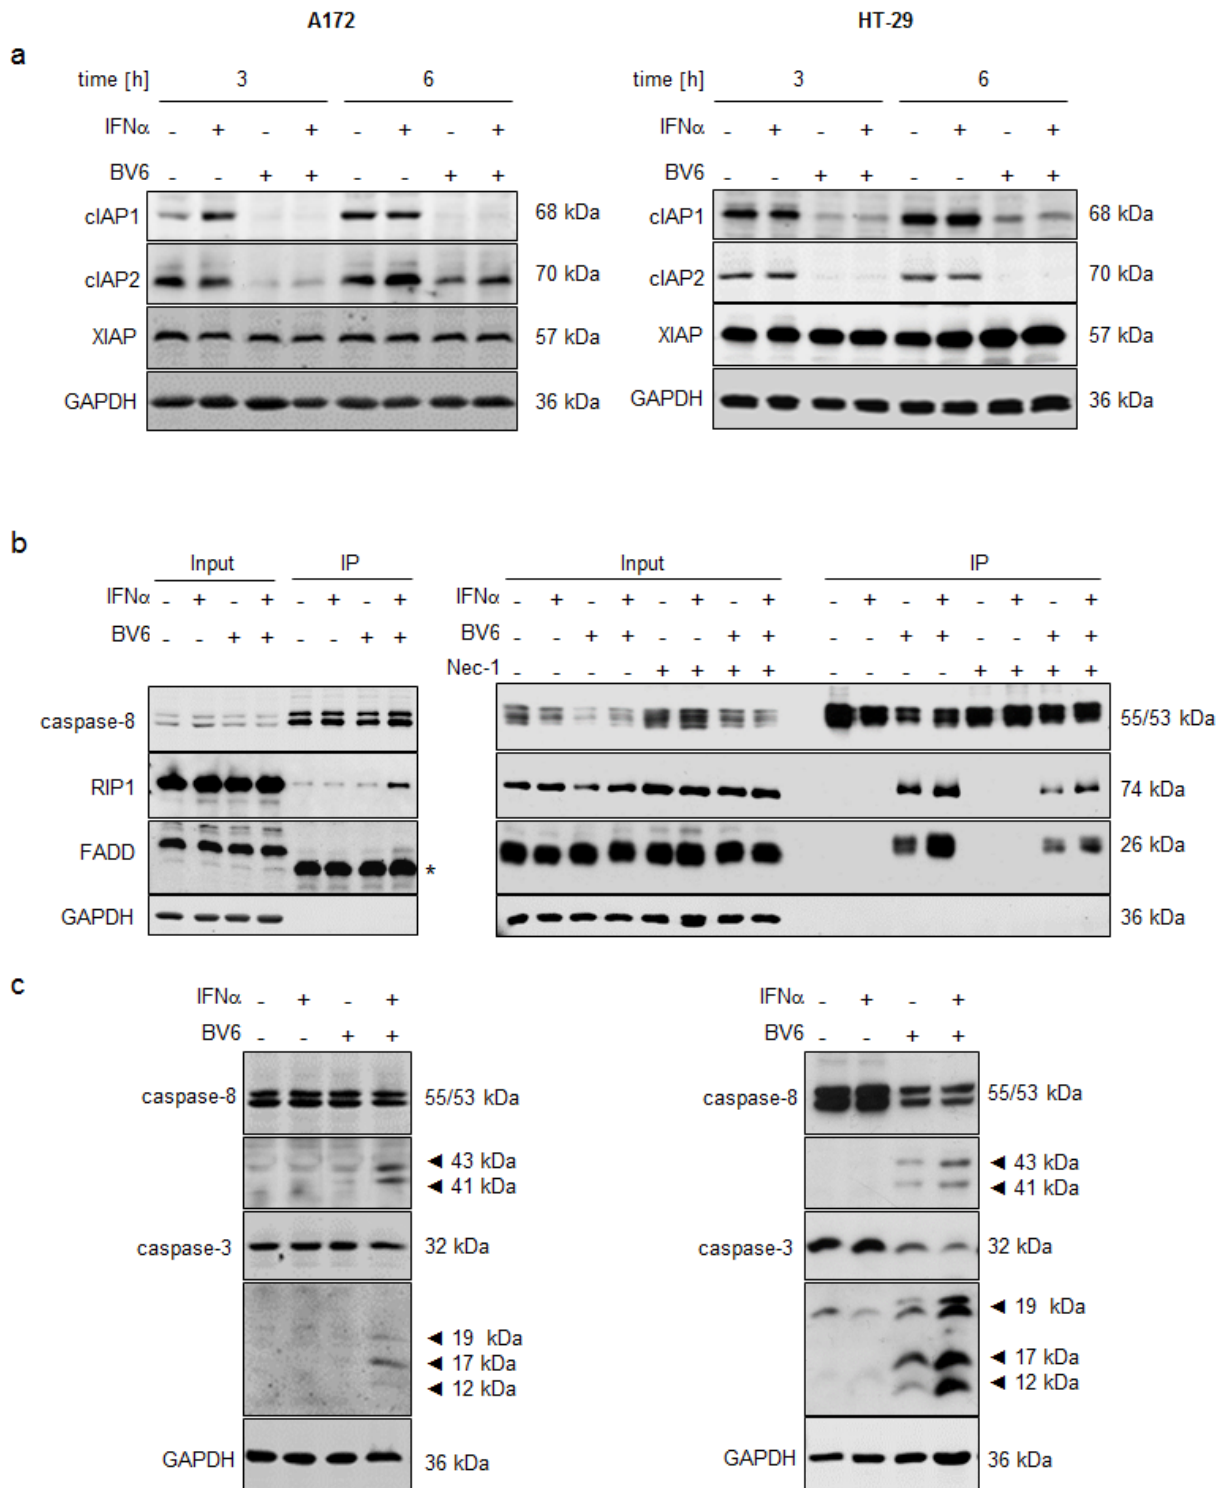 A172 HT-29
a
time [h] 3 6 time [h] 3 6
IFNα - + - + - + - + IFNα - + - + - + - +
BV6 - - + + - - + + BV6 - - + + - - + +
cIAP1 68 kDa cIAP1 68 kDa
cIAP2 70 kDa cIAP2 70 kDa
XIAP 57 kDa XIAP 57 kDa
GAPDH 36 kDa GAPDH 36 kDa
b
Input IP Input IP
IFNα - + - + - + - + IFNα - + - + - + - + - + - + - + - +
BV6 - - + + - - + + BV6 - - + + - - + + - - + + - - + +
Nec-1 - - - - + + + + - - - - + + + +
caspase-8 55/53 kDa
RIP1 74 kDa
FADD * 26 kDa
GAPDH 36 kDa
c
IFNα - + - + IFNα - + - +
BV6 - - + + BV6 - - + +
caspase-8 55/53 kDa caspase-8 55/53 kDa
◄ 43 kDa ◄ 43 kDa
◄ 41 kDa ◄ 41 kDa
caspase-3 32 kDa caspase-3 32 kDa
◄ 19 kDa ◄ 19 kDa
◄ 17 kDa ◄ 17 kDa
◄ 12 kDa ◄ 12 kDa
GAPDH 36 kDa GAPDH 36 kDa